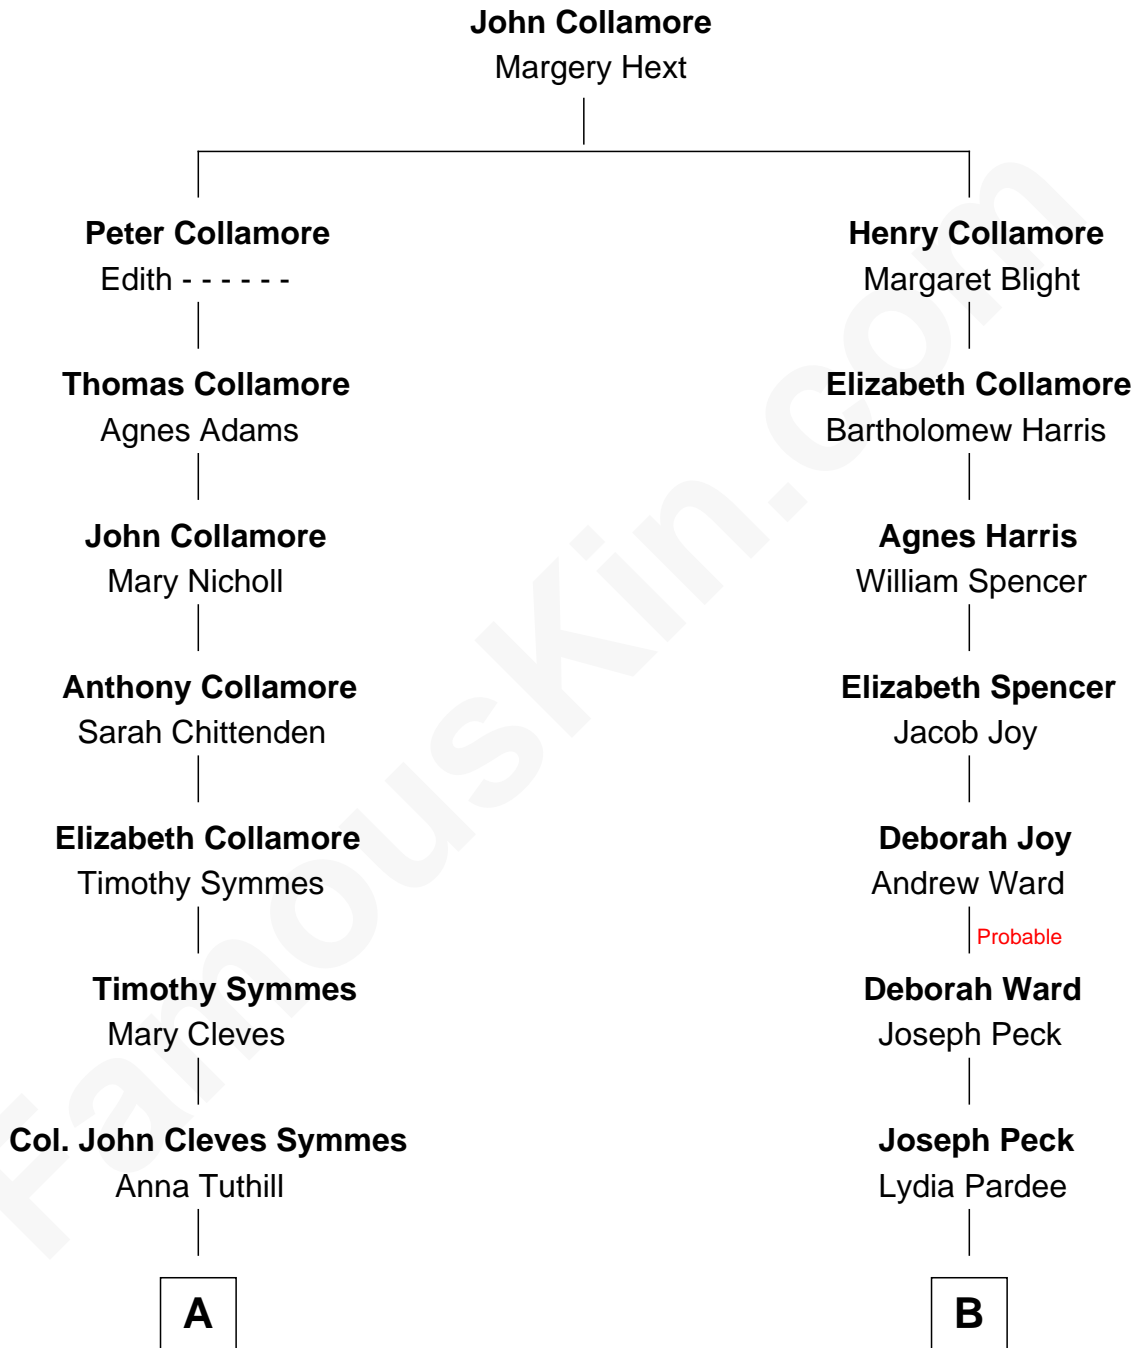 John Collamore
Margery Hext
Peter Collamore
Edith - - - - - -
Thomas Collamore
Agnes Adams
John Collamore
Mary Nicholl
Anthony Collamore
Sarah Chittenden
Elizabeth Collamore
Timothy Symmes
Timothy Symmes
Mary Cleves
Col. John Cleves Symmes
Anna Tuthill
A
Henry Collamore
Margaret Blight
Elizabeth Collamore
Bartholomew Harris
Agnes Harris
William Spencer
Elizabeth Spencer
Jacob Joy
Deborah Joy
Andrew Ward
Probable
Deborah Ward
Joseph Peck
Joseph Peck
Lydia Pardee
B
FamousKin.com